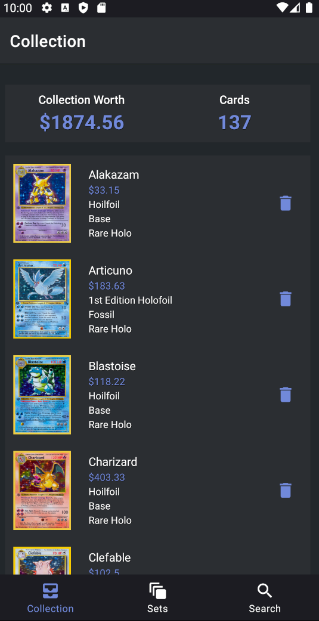 10:00
Collection
Collection Worth
Cards
$1874.56
137
Alakazam
$33.15
Hoilfoil
Base
Rare Holo
Articuno
$183.63
1st Edition Holofoil
Fossil
Rare Holo
Blastoise
$118.22
Hoilfoil
Base
Rare Holo
Charizard
$403.33
Hoilfoil
Base
Rare Holo
Clefable
$102.5
Collection
Sets
Search